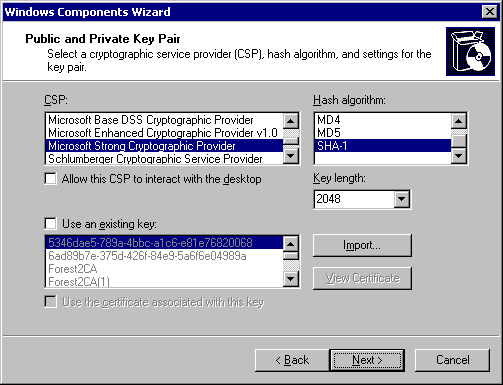 Windows Components Wizard
Public and Private Key Pair
Select a cryptographic service provider (CSP), hash algorithm, and settings for the
key pair.
CSP:
Microsoft Base DSS Cryptographic Provider
Microsoft Enhanced Cryptographic Provider v1.0
Microsoft Strong Cryptographic Provider
Schlumberger Cryptographic Service Provider
Allow this CSP to interact with the desktop
Hash algorithm:
MD4
MD5
SHA-1
Key length:
2048
Use an existing key:
5346dae5-789a-4bbc-a1c6-e81e76820068
6ad89b7e-375d-426f-84e9-5a6f6e04989a
Forest2CA
Forest2CA(1)
Import...
View Certificate
Use the certificate associated with this key
< Back
Next >
Cancel